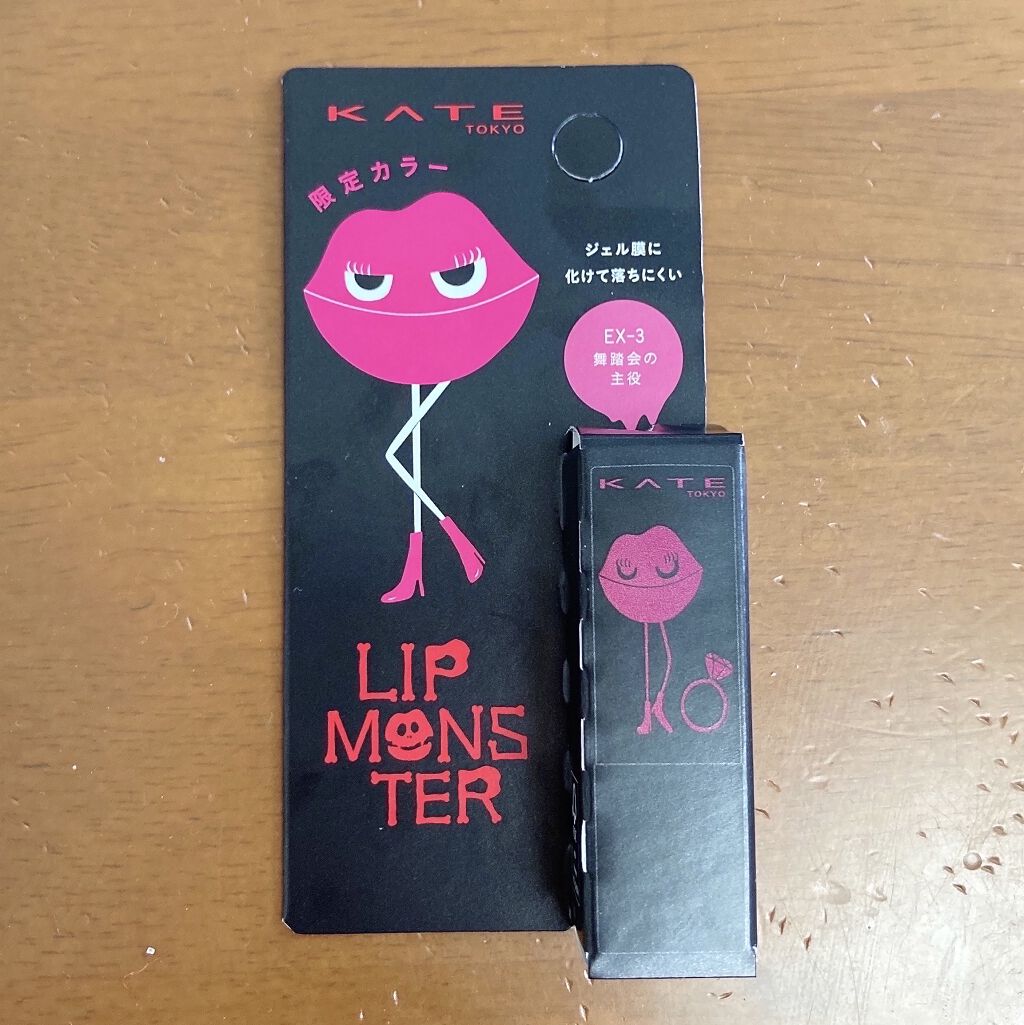 KATE
TOKYO
限定カラー
ジェル膜に
化けて落ちにくい
EX-3
舞踏会の
主役
KATE
TOKYO
LIP
MONS
TER